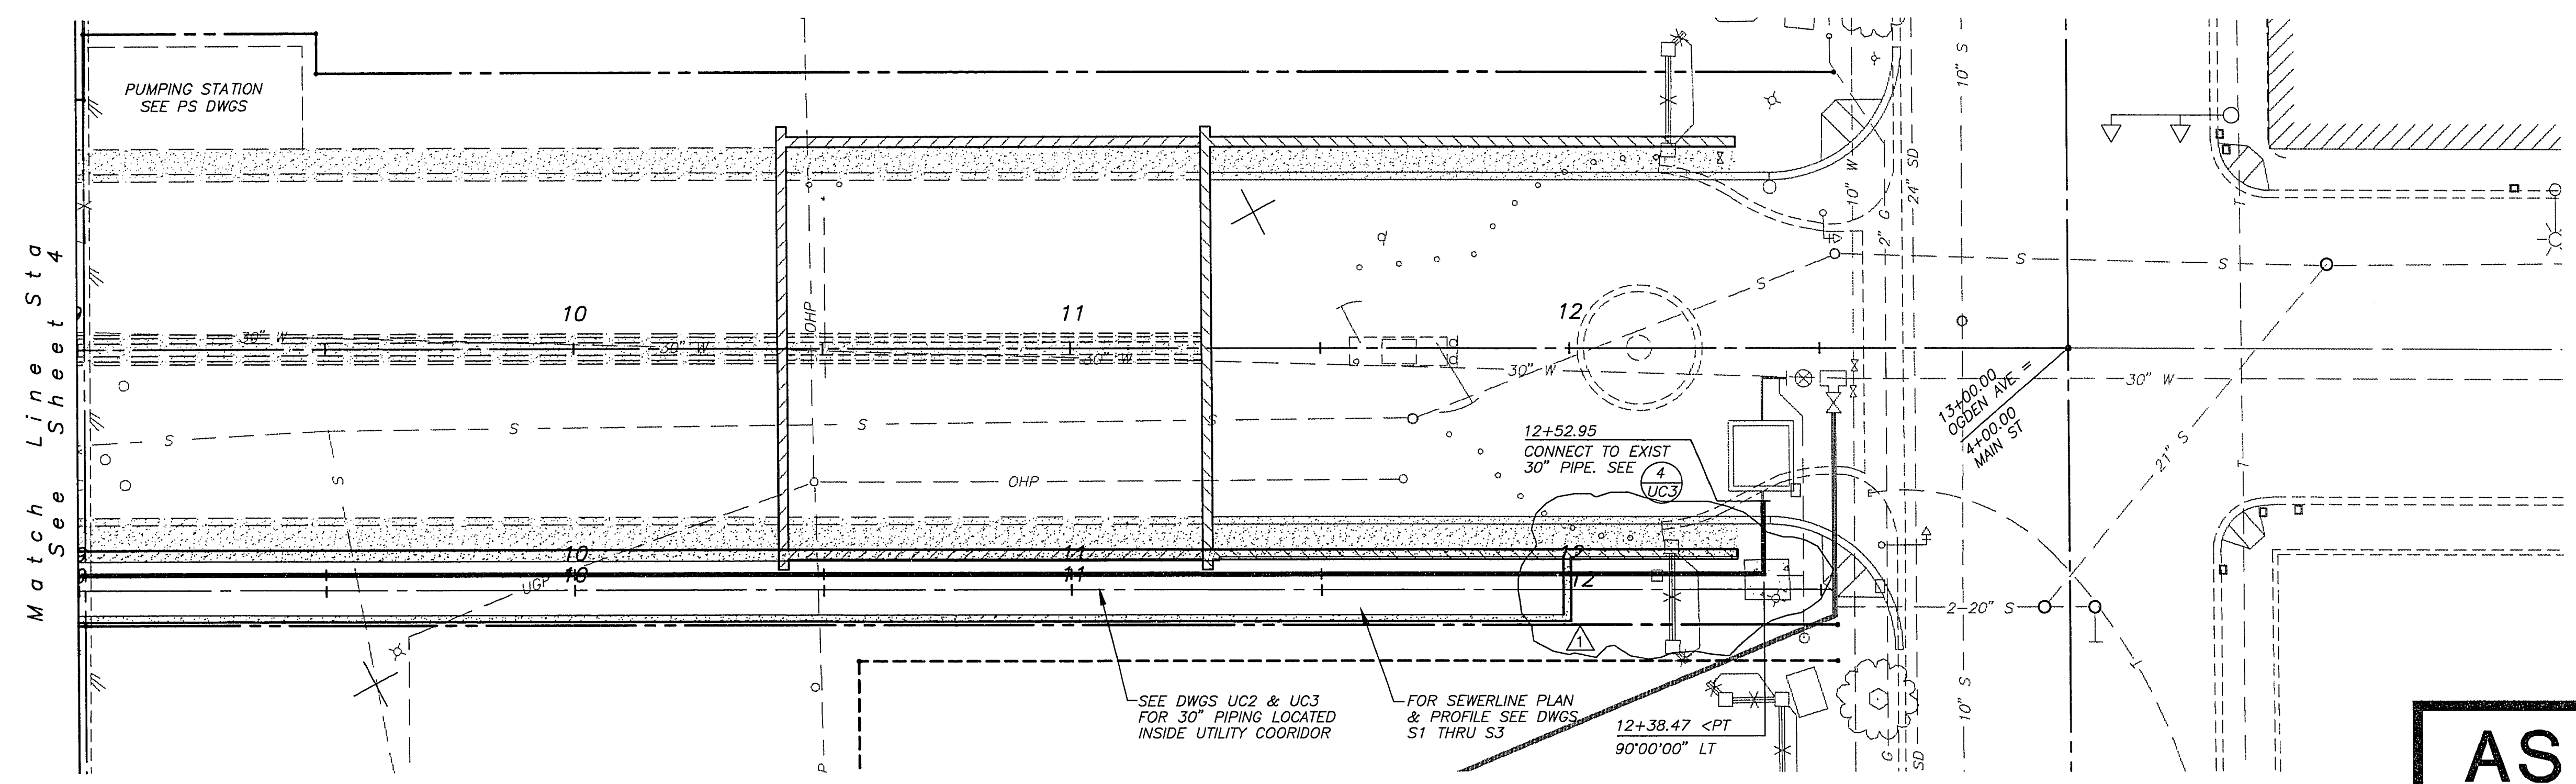 Match Line Sta
See Sheet 4
PUMPING STATION
SEE PS DWGS
10
11
12
OHP
30" W
30" W
30" W
30" W
30" W
S
S
S
S
S
S
S
S
OHP
UGP
10
11
12
10
11
12
12+52.95
CONNECT TO EXIST
30" PIPE. SEE
4
UC3
1
SEE DWGS UC2 & UC3
FOR 30" PIPING LOCATED
INSIDE UTILITY COORIDOR
FOR SEWERLINE PLAN
& PROFILE SEE DWGS
S1 THRU S3
12+38.47 <PT
90°00'00" LT
10" W
2" G
24" SD
10" S
13+00.00
OGDEN AVE. =
4+00.00
MAIN ST
21" S
2-20" S
10" S
G
SD
T
T
T
P
AS